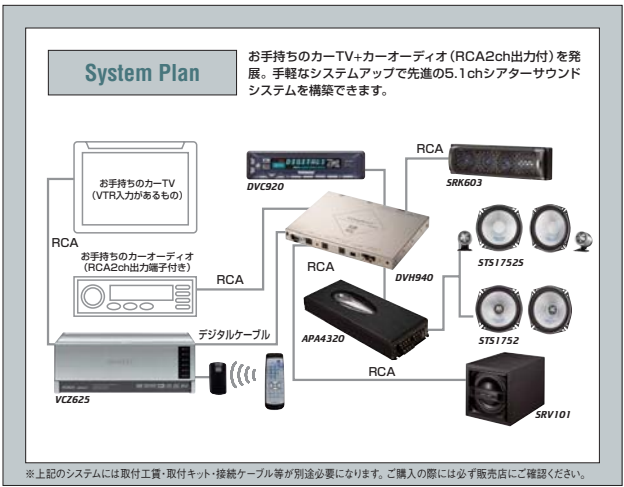 System Plan
お手持ちのカーTV+カーオーディオ(RCA2ch出力付)を発
展。手軽なシステムアップで先進の5.1chシアターサウンド
システムを構築できます。
お手持ちのカーTV
(VTR入力があるもの)
DVC920
RCA
SRK603
RCA
お手持ちのカーオーディオ
(RCA2ch出力端子付き)
RCA
RCA
DVH940
STS1752S
デジタルケーブル
APA4320
STS1752
RCA
VCZ625
SRV101
※上記のシステムには取付工賃・取付キット・接続ケーブル等が別途必要になります。ご購入の際には必ず販売店にご確認ください。